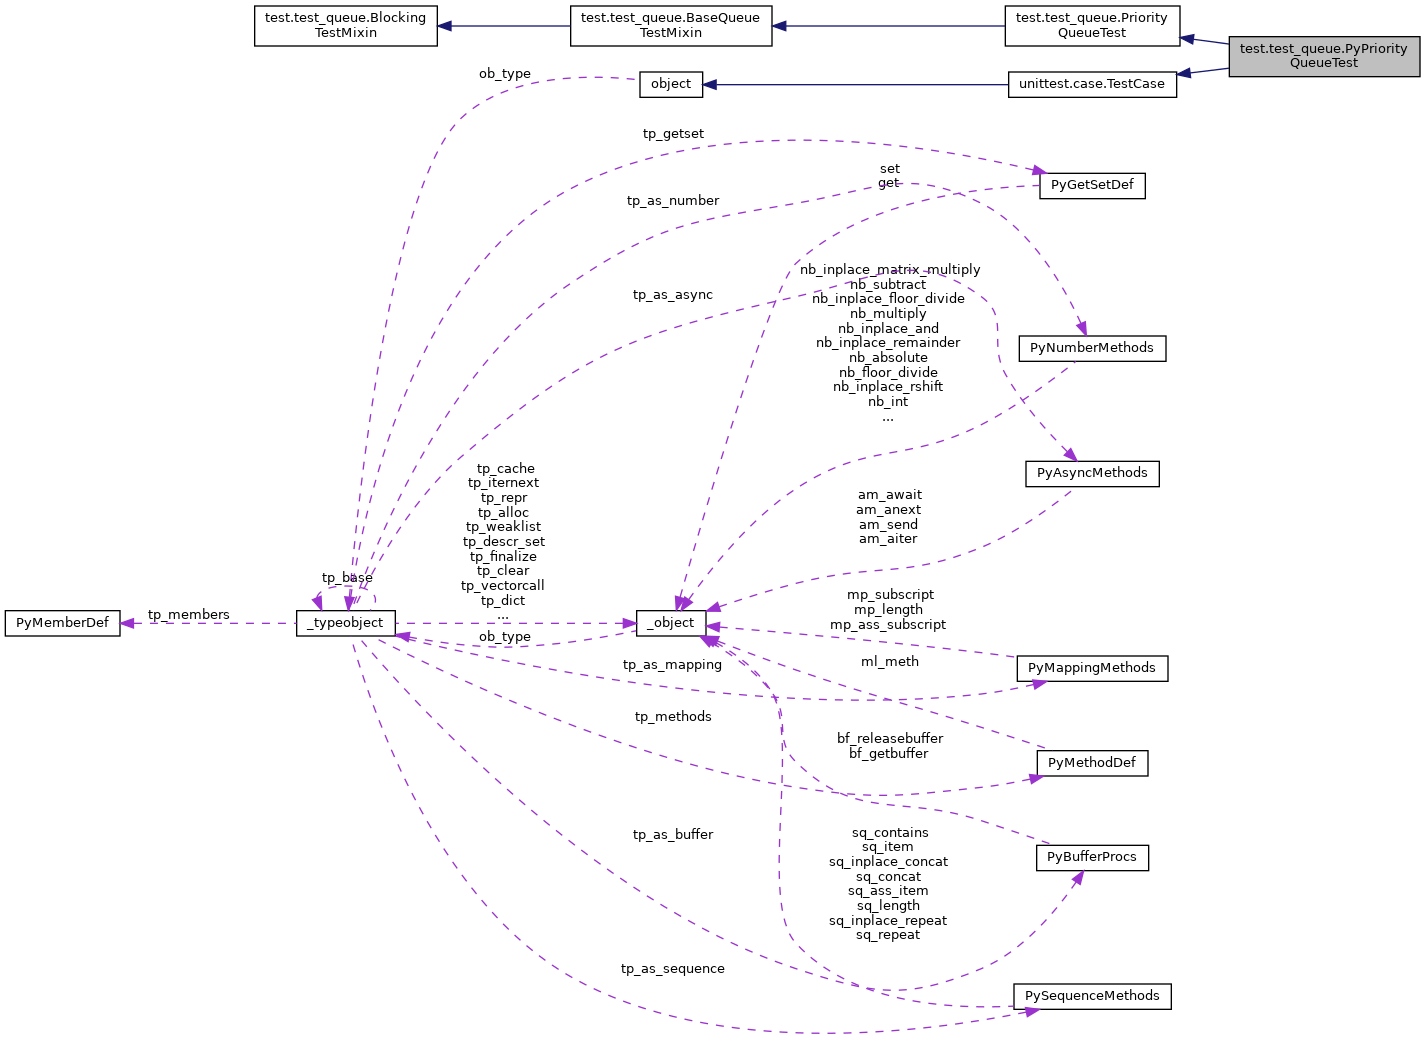 test.test_queue.Blocking
TestMixin
test.test_queue.BaseQueue
TestMixin
test.test_queue.Priority
QueueTest
test.test_queue.PyPriority
QueueTest
ob_type
object
unittest.case.TestCase
tp_getset
set
get
PyGetSetDef
tp_as_number
nb_inplace_matrix_multiply
nb_subtract
nb_inplace_floor_divide
nb_multiply
nb_inplace_and
nb_inplace_remainder
nb_absolute
nb_floor_divide
nb_inplace_rshift
nb_int
...
tp_as_async
PyNumberMethods
PyAsyncMethods
tp_cache
tp_iternext
tp_repr
tp_alloc
tp_weaklist
tp_descr_set
tp_finalize
tp_clear
tp_vectorcall
tp_dict
...
am_await
am_anext
am_send
am_aiter
tp_base
mp_subscript
mp_length
mp_ass_subscript
PyMemberDef
tp_members
_typeobject
ob_type
_object
tp_as_mapping
ml_meth
PyMappingMethods
tp_methods
bf_releasebuffer
bf_getbuffer
PyMethodDef
tp_as_buffer
sq_contains
sq_item
sq_inplace_concat
sq_concat
sq_ass_item
sq_length
sq_inplace_repeat
sq_repeat
PyBufferProcs
tp_as_sequence
PySequenceMethods